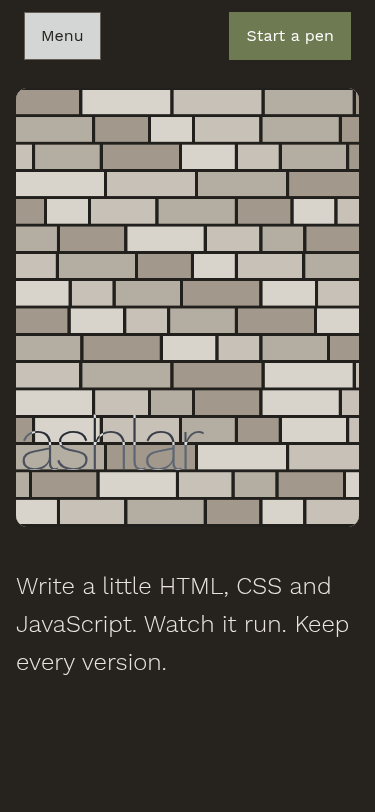 Menu
Start a pen
ashlar
Write a little HTML, CSS and
JavaScript. Watch it run. Keep
every version.